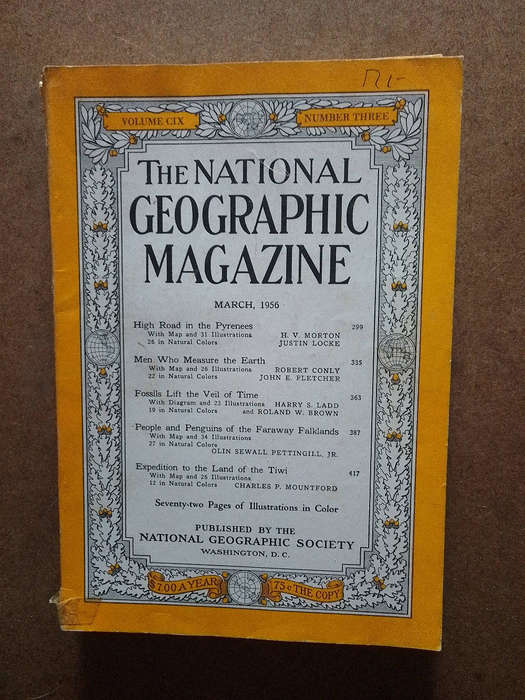 VOLUME CIX
NUMBER THREE
THE NATIONAL
GEOGRAPHIC
MAGAZINE
MARCH, 1956
High Road in the Pyrenees 299
With Map and 31 Illustrations H. V. MORTON
26 in Natural Colors JUSTIN LOCKE
Men Who Measure the Earth 335
With Map and 26 Illustrations ROBERT CONLY
22 in Natural Colors JOHN E. FLETCHER
Fossils Lift the Veil of Time 363
With Diagram and 23 Illustrations HARRY S. LADD
19 in Natural Colors and ROLAND W. BROWN
People and Penguins of the Faraway Falklands 387
With Map and 34 Illustrations
27 in Natural Colors
OLIN SEWALL PETTINGILL, JR.
Expedition to the Land of the Tiwi 417
With Map and 26 Illustrations
12 in Natural Colors CHARLES P. MOUNTFORD
Seventy-two Pages of Illustrations in Color
PUBLISHED BY THE
NATIONAL GEOGRAPHIC SOCIETY
WASHINGTON, D. C.
$7.00 A YEAR
75c THE COPY